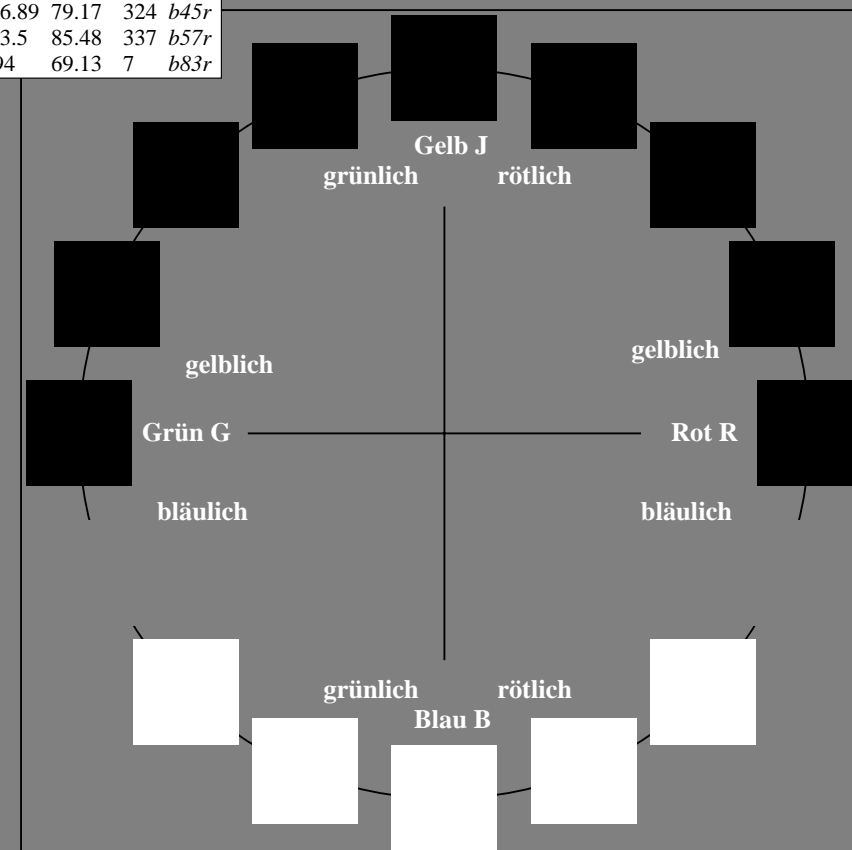 6.89 79.17 324 b45r
3.5 85.48 337 b57r
94 69.13 7 b83r
Gelb J
grünlich rötlich
gelblich
gelblich
Grün G Rot R
bläulich bläulich
grünlich rötlich
Blau B